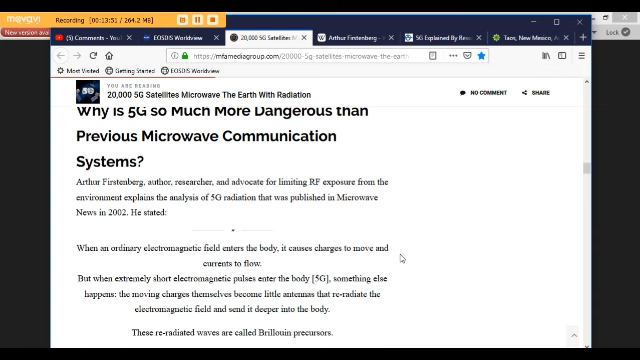 movavi
Recording 00:13:51 / 264.2 MB
New version avai
Lock
(1) Comments - YouT
EOSDIS Worldview
20,000 5G Satellites M
Arthur Firstenberg -
5G Explained By Rese
Taos, New Mexico, A
https://mfamediagroup.com/20000-5g-satellites-microwave-the-earth
Most Visited Getting Started EOSDIS Worldview
YOU ARE READING
20,000 5G Satellites Microwave The Earth With Radiation
NO COMMENT SHARE
Why is 5G so Much More Dangerous than
Previous Microwave Communication
Systems?
Arthur Firstenberg, author, researcher, and advocate for limiting RF exposure from the
environment explains the analysis of 5G radiation that was published in Microwave
News in 2002. He stated:
When an ordinary electromagnetic field enters the body, it causes charges to move and
currents to flow.
But when extremely short electromagnetic pulses enter the body [5G], something else
happens: the moving charges themselves become little antennas that re-radiate the
electromagnetic field and send it deeper into the body.
These re-radiated waves are called Brillouin precursors.